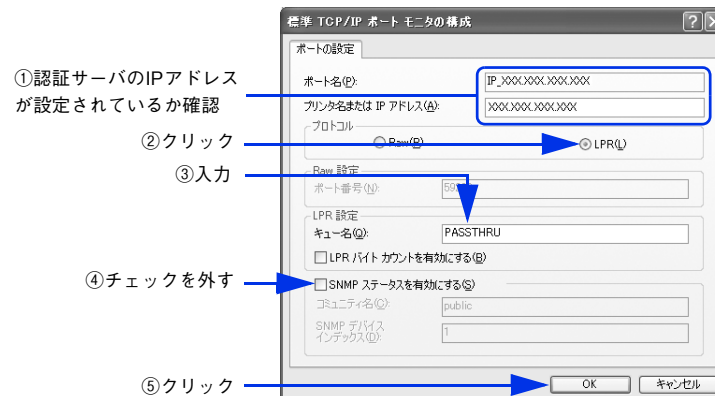 標準 TCP/IP ポート モニタの構成
ポートの設定
①認証サーバのIPアドレス
が設定されているか確認
ポート名(P):
IP_XXX.XXX.XXX.XXX
プリンタ名または IP アドレス(A):
XXX.XXX.XXX.XXX
プロトコル
②クリック
Raw(R)
LPR(L)
③入力
Raw 設定
ポート番号(N):
LPR 設定
キュー名(Q):
PASSTHRU
LPR バイト カウントを有効にする(B)
④チェックを外す
SNMP ステータスを有効にする(S)
コミュニティ名(C):
public
SNMP デバイス
インデックス(D):
1
⑤クリック
OK
キャンセル